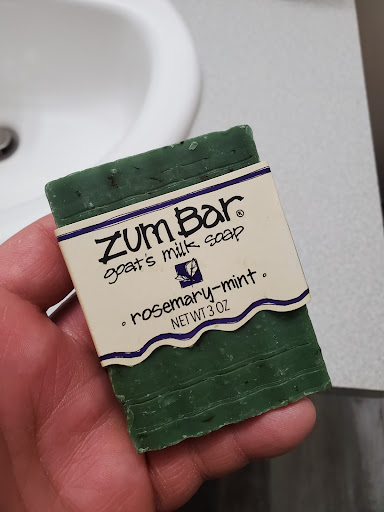 zum Bar®
goat's milk soap
• rosemary-mint •
NET WT 3 OZ